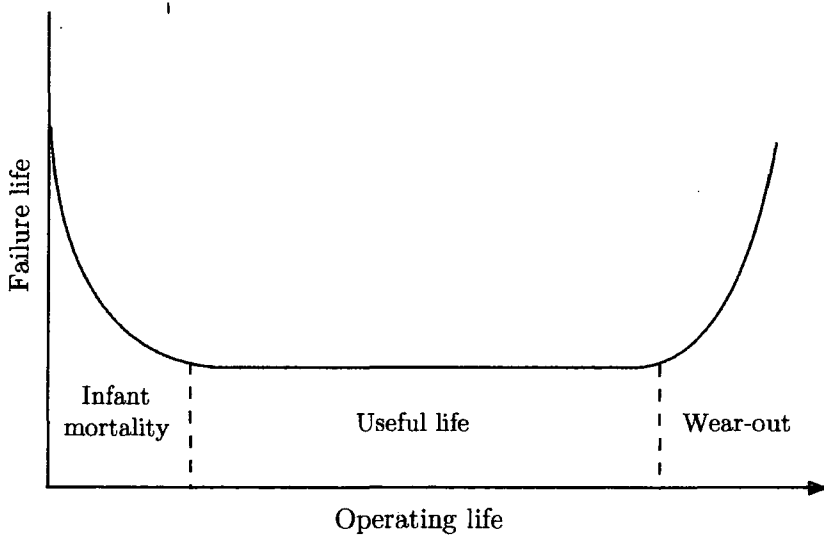 Failure life
Infant
mortality
Useful life
Wear-out
Operating life